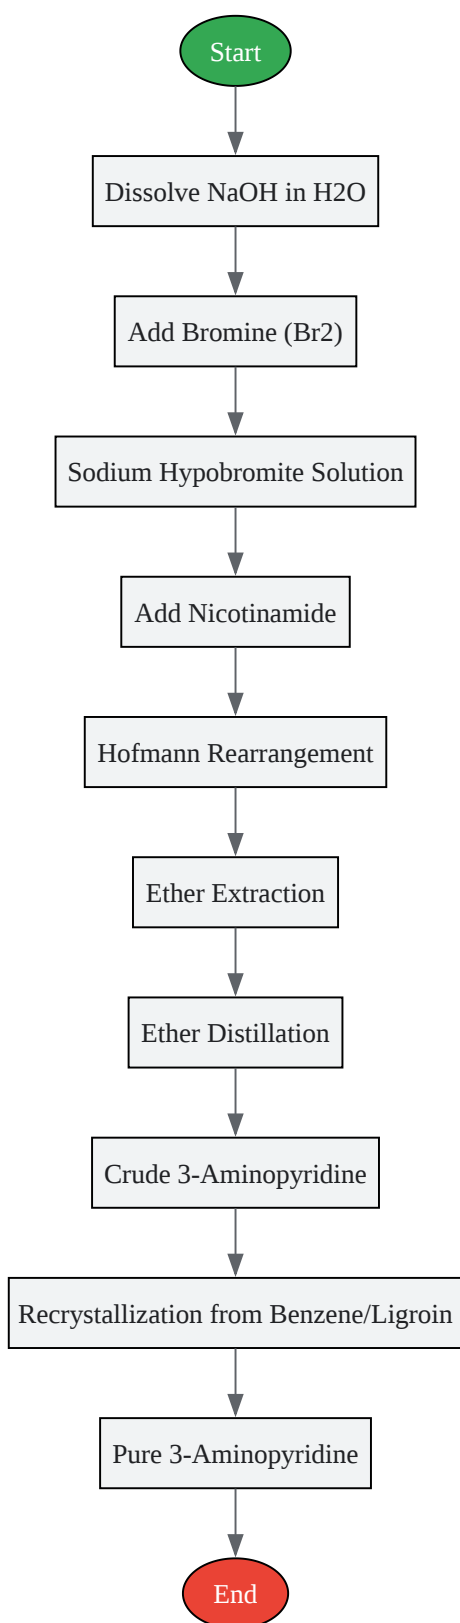 Start
Dissolve NaOH in H2O
Add Bromine (Br2)
Sodium Hypobromite Solution
Add Nicotinamide
Hofmann Rearrangement
Ether Extraction
Ether Distillation
Crude 3-Aminopyridine
Recrystallization from Benzene/Ligroin
Pure 3-Aminopyridine
End